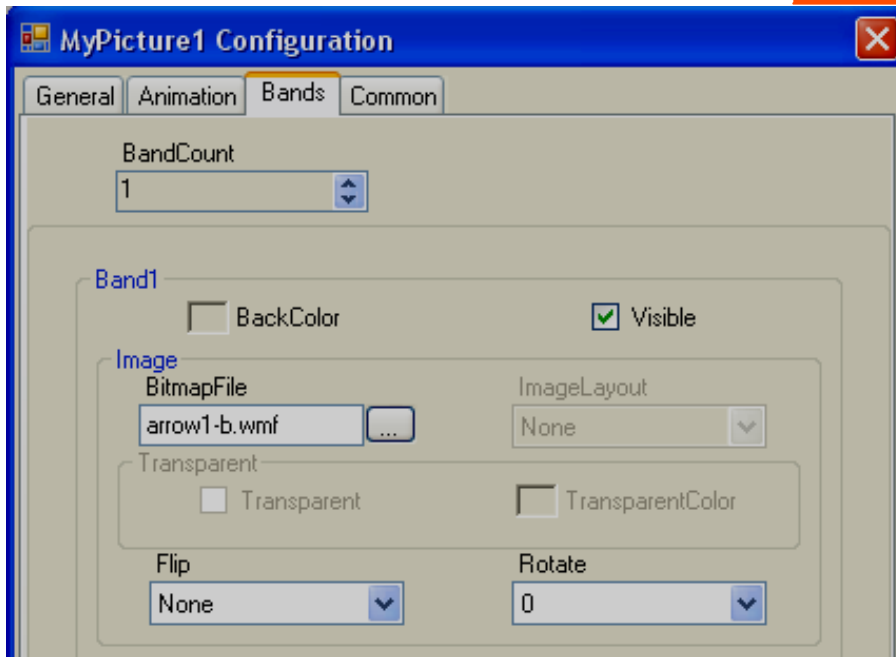 MyPicture1 Configuration
General Animation Bands Common
BandCount
1
Band1
BackColor Visible
Image
BitmapFile ImageLayout
arrow1-b.wmf ... None
Transparent
Transparent TransparentColor
Flip Rotate
None 0